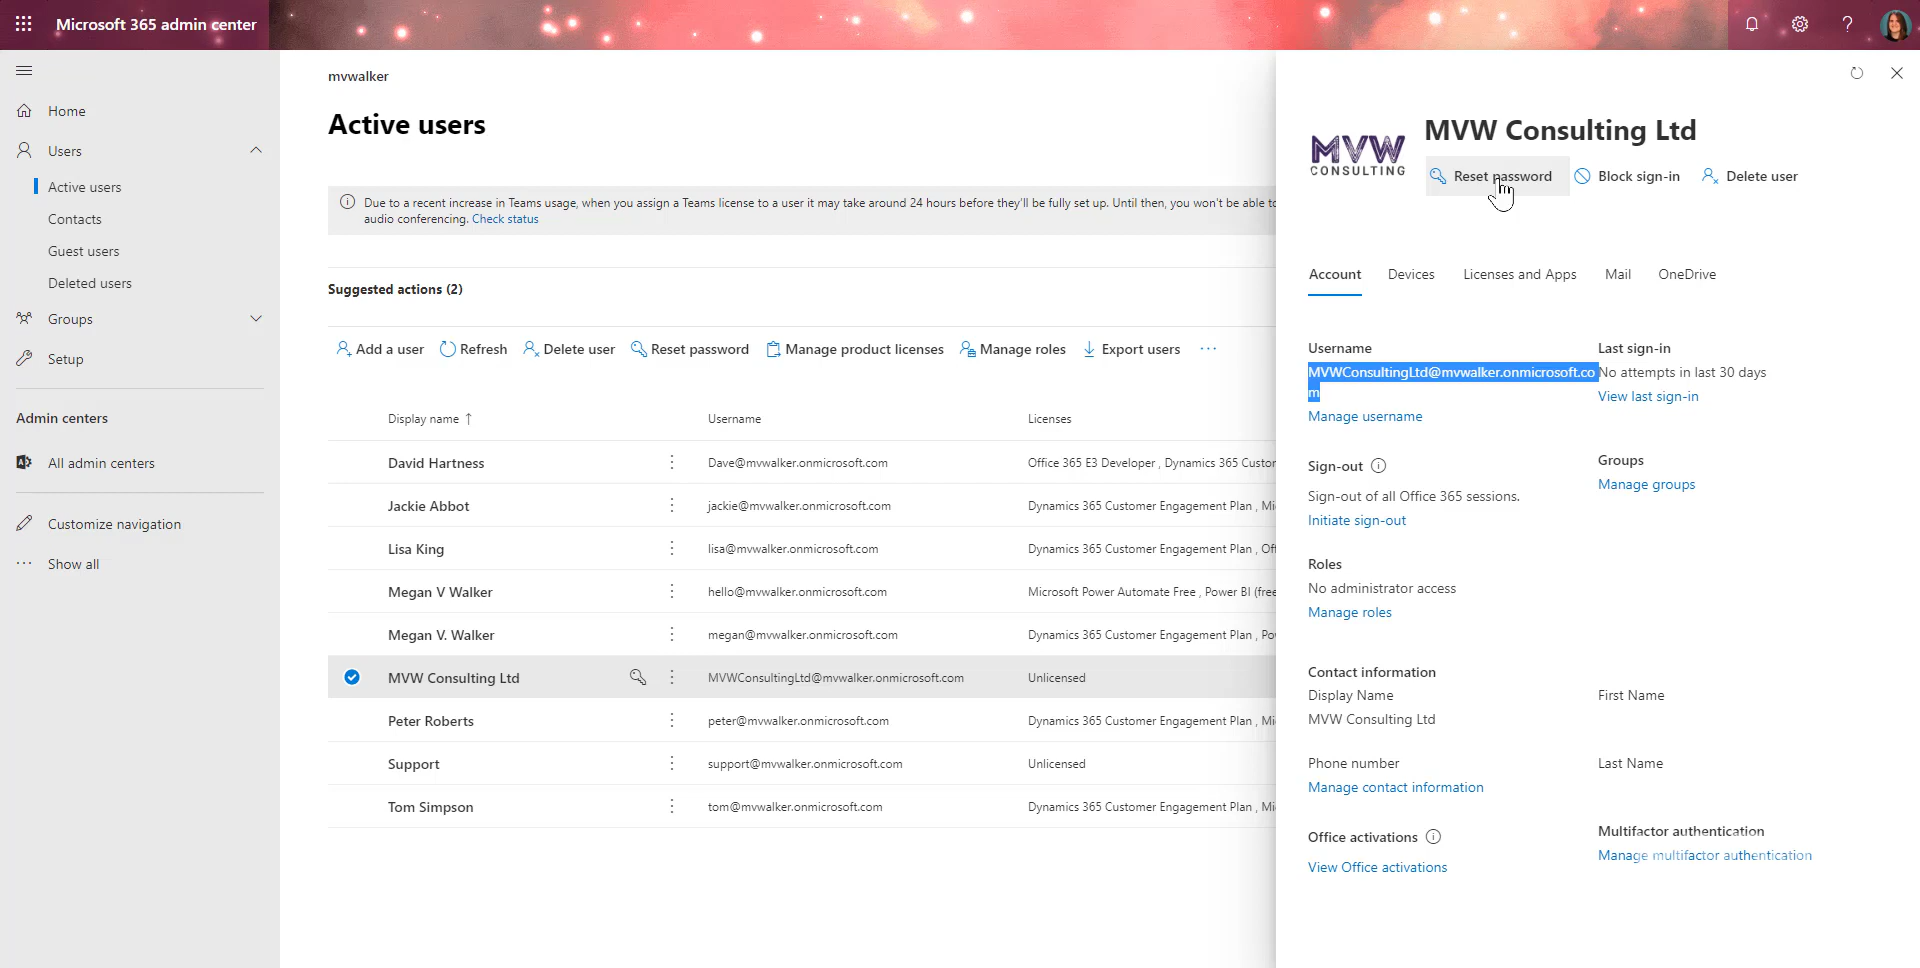 Microsoft 365 admin center
Home
Users
Active users
Contacts
Guest users
Deleted users
Groups
Setup
Admin centers
All admin centers
Customize navigation
Show all
mvwalker
Active users
Due to a recent increase in Teams usage, when you assign a Teams license to a user it may take around 24 hours before they'll be fully set up. Until then, you won't be able to
audio conferencing. Check status
Suggested actions (2)
Add a user Refresh Delete user Reset password Manage product licenses Manage roles Export users
Display name ↑ Username Licenses
David Hartness Dave@mvwalker.onmicrosoft.com Office 365 E3 Developer , Dynamics 365 Custor
Jackie Abbot jackie@mvwalker.onmicrosoft.com Dynamics 365 Customer Engagement Plan , Mi
Lisa King lisa@mvwalker.onmicrosoft.com Dynamics 365 Customer Engagement Plan , Off
Megan V Walker hello@mvwalker.onmicrosoft.com Microsoft Power Automate Free , Power BI (free
Megan V. Walker megan@mvwalker.onmicrosoft.com Dynamics 365 Customer Engagement Plan , Po
MVW Consulting Ltd MVWConsultingLtd@mvwalker.onmicrosoft.com Unlicensed
Peter Roberts peter@mvwalker.onmicrosoft.com Dynamics 365 Customer Engagement Plan , Mi
Support support@mvwalker.onmicrosoft.com Unlicensed
Tom Simpson tom@mvwalker.onmicrosoft.com Dynamics 365 Customer Engagement Plan , Mi
MVW
CONSULTING
MVW Consulting Ltd
Reset password Block sign-in Delete user
Account Devices Licenses and Apps Mail OneDrive
Username
MVWConsultingLtd@mvwalker.onmicrosoft.co
m
Manage username
Last sign-in
No attempts in last 30 days
View last sign-in
Sign-out
Sign-out of all Office 365 sessions.
Initiate sign-out
Groups
Manage groups
Roles
No administrator access
Manage roles
Contact information
Display Name
MVW Consulting Ltd
First Name
Phone number
Manage contact information
Last Name
Office activations
View Office activations
Multifactor authentication
Manage multifactor authentication